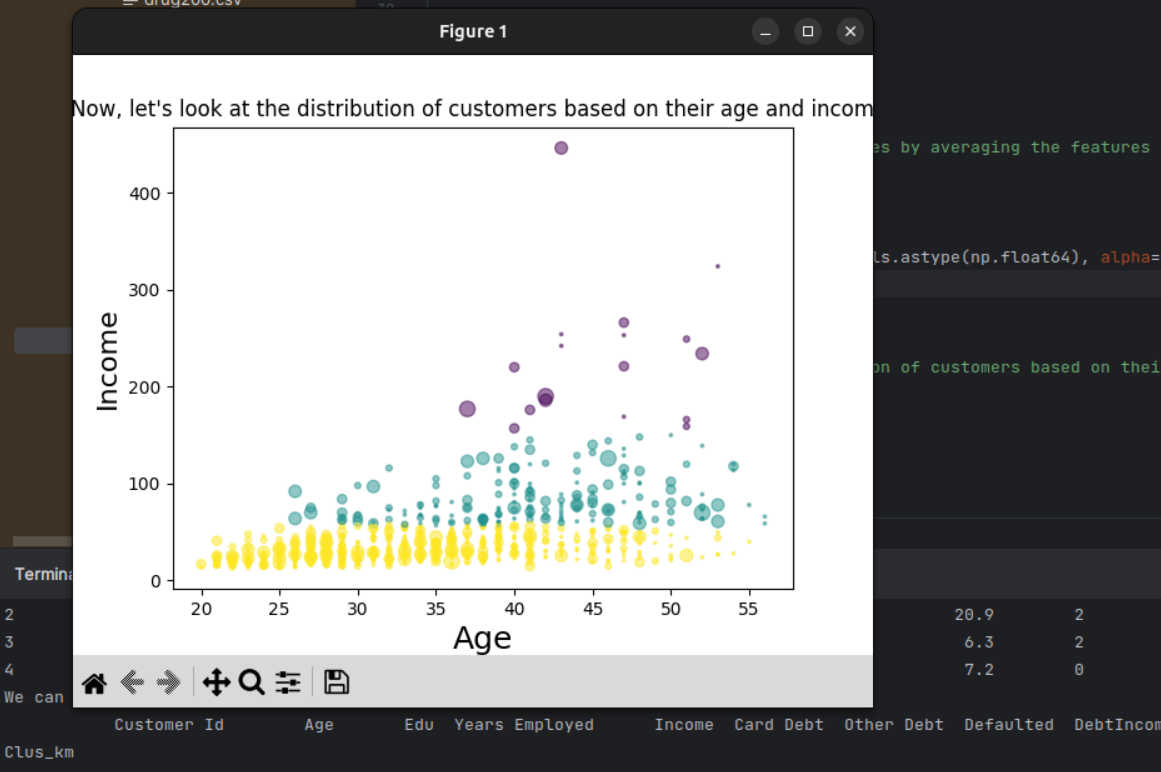 drug200.csv
30
Figure 1
Now, let's look at the distribution of customers based on their age and incom
es by averaging the features
ls.astype(np.float64), alpha=
on of customers based on thei
Income
400
300
200
100
0
20 25 30 35 40 45 50 55
Age
Termina
2 20.9 2
3 6.3 2
4 7.2 0
We can
Customer Id Age Edu Years Employed Income Card Debt Other Debt Defaulted DebtIncom
Clus_km